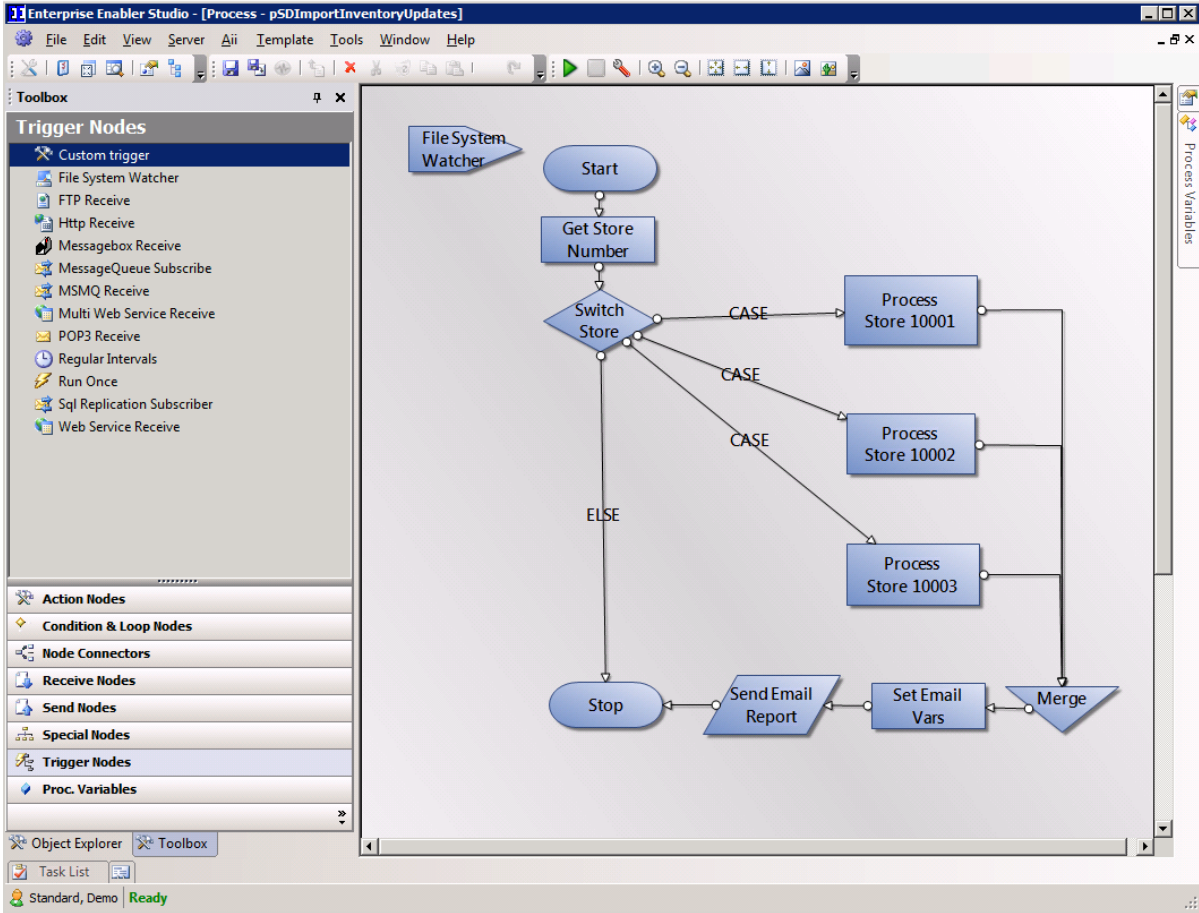 Enterprise Enabler Studio - [Process - pSDImportInventoryUpdates]
File Edit View Server Aii Template Tools Window Help
Toolbox
Trigger Nodes
Custom trigger
File System Watcher
FTP Receive
Http Receive
Messagebox Receive
MessageQueue Subscribe
MSMQ Receive
Multi Web Service Receive
POP3 Receive
Regular Intervals
Run Once
Sql Replication Subscriber
Web Service Receive
Action Nodes
Condition & Loop Nodes
Node Connectors
Receive Nodes
Send Nodes
Special Nodes
Trigger Nodes
Proc. Variables
Object Explorer Toolbox
Task List
Standard, Demo Ready
File System
Watcher
Start
Get Store
Number
Switch
Store
CASE
Process
Store 10001
CASE
Process
Store 10002
CASE
Process
Store 10003
ELSE
Stop
Send Email
Report
Set Email
Vars
Merge
Process Variables